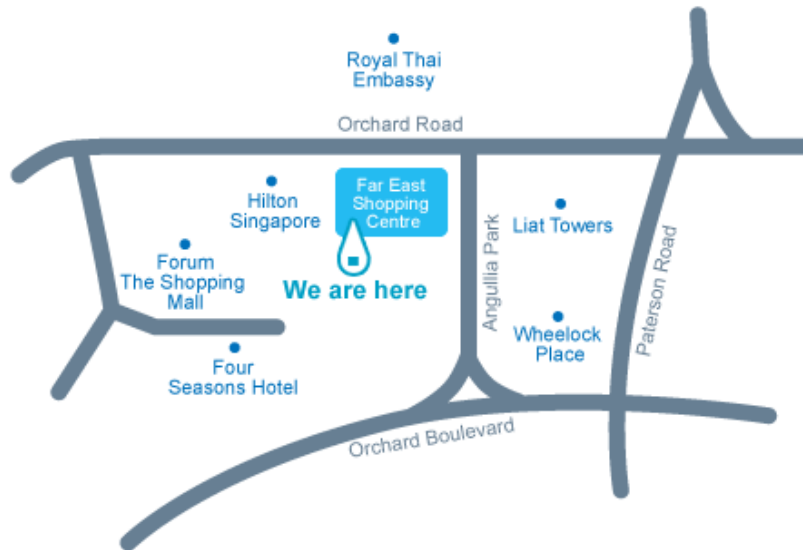 Royal Thai
Embassy
Orchard Road
Far East
Shopping
Centre
Hilton
Singapore
Liat Towers
Angullia Park
Paterson Road
Forum
The Shopping
Mall
We are here
Wheelock
Place
Four
Seasons Hotel
Orchard Boulevard